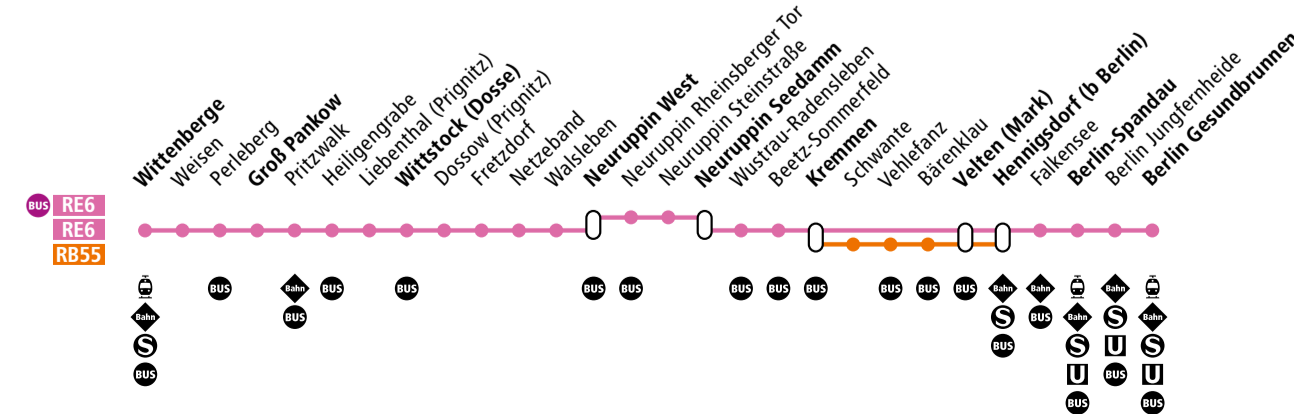 Wittenberge
Weisen
Perleberg
Groß Pankow
Pritzwalk
Heiligengrabe
Liebenthal (Prignitz)
Wittstock (Dosse)
Dossow (Prignitz)
Fretzdorf
Netzeband
Walsleben
Neuruppin West
Neuruppin Rheinsberger Tor
Neuruppin Steinstraße
Neuruppin Seedamm
Wustrau-Radensleben
Beetz-Sommerfeld
Kremmen
Schwante
Vehlefanz
Bärenklau
Velten (Mark)
Hennigsdorf (b Berlin)
Falkensee
Berlin-Spandau
Berlin Jungfernheide
Berlin Gesundbrunnen
BUS RE6
RE6
RB55
BUS Bahn BUS BUS BUS BUS BUS BUS BUS BUS BUS BUS Bahn Bahn Bahn
Bahn BUS S BUS Bahn S Bahn
S BUS S U S
BUS U BUS U
BUS BUS